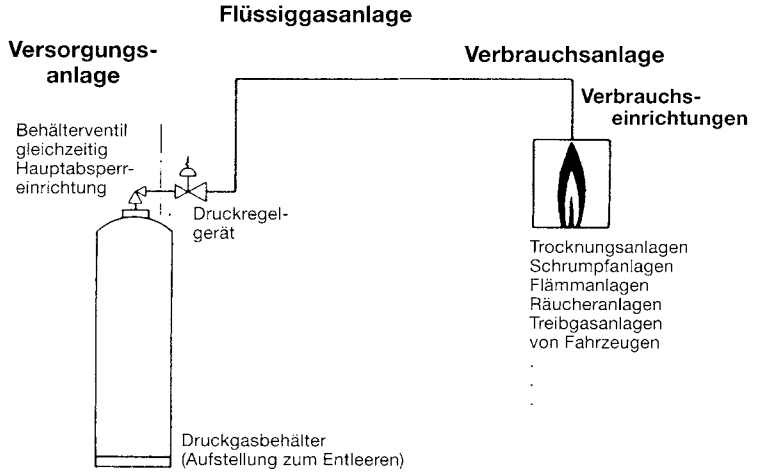 Flüssiggasanlage
Versorgungs-
anlage
Verbrauchsanlage
Verbrauchs-
einrichtungen
Behälterventil
gleichzeitig
Hauptabsperr-
einrichtung
Druckregel-
gerät
Trocknungsanlagen
Schrumpfanlagen
Flämmanlagen
Räucheranlagen
Treibgasanlagen
von Fahrzeugen
.
.
.
Druckgasbehälter
(Aufstellung zum Entleeren)